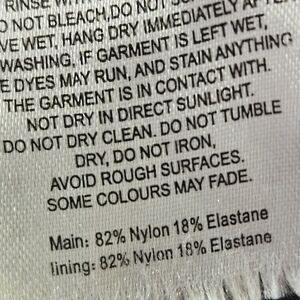 RINSE WITH
DO NOT BLEACH, DO NOT
VE WET, HANG DRY IMMEDIATELY AFTER
WASHING, IF GARMENT IS LEFT WET,
E DYES MAY RUN, AND STAIN ANYTHING
THE GARMENT IS IN CONTACT WITH.
NOT DRY IN DIRECT SUNLIGHT.
DO NOT DRY CLEAN. DO NOT TUMBLE
DRY, DO NOT IRON,
AVOID ROUGH SURFACES.
SOME COLOURS MAY FADE.
Main: 82% Nylon 18% Elastane
lining: 82% Nylon 18% Elastane